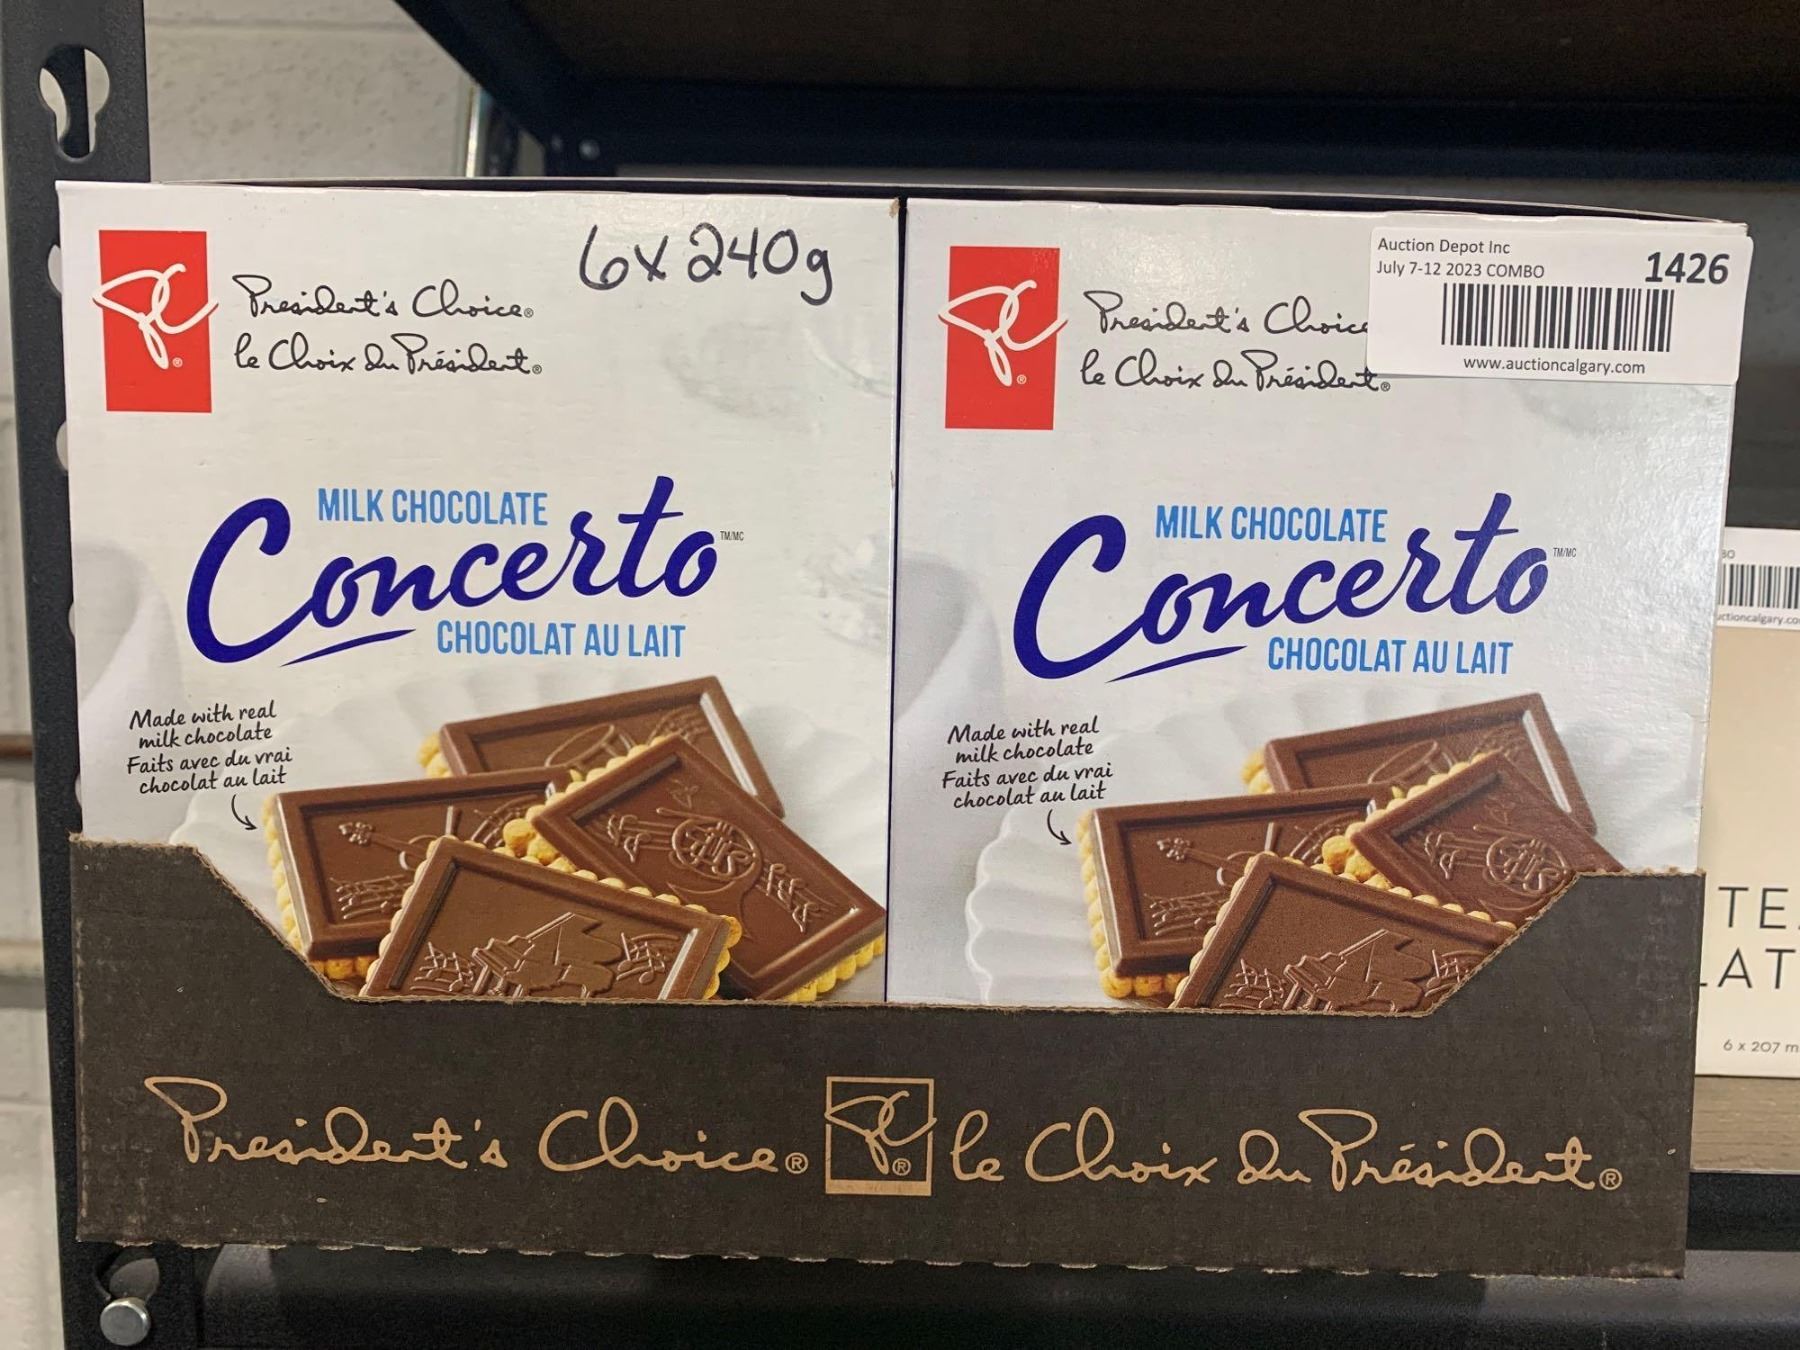 6x240g
President's Choice®
le Choix du Président®
MILK CHOCOLATE
Concerto TM/MC
CHOCOLAT AU LAIT
Made with real
milk chocolate
Faits avec du vrai
chocolat au lait
Auction Depot Inc
July 7-12 2023 COMBO
1426
www.auctioncalgary.com
President's Choice
le Choix du Président®
MILK CHOCOLATE
Concerto TM/MC
CHOCOLAT AU LAIT
Made with real
milk chocolate
Faits avec du vrai
chocolat au lait
President's Choice® PC® le Choix du Président®
6 x 207 m